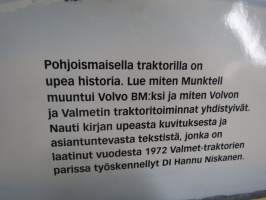 Pohjoismaisella traktorilla on
upea historia. Lue miten Munktell
muuntui Volvo BM:ksi ja miten Volvon
ja Valmetin traktoritoiminnat yhdistyivät.
Nauti kirjan upeasta kuvituksesta ja
asiantuntevasta tekstistä, jonka on
laatinut vuodesta 1972 Valmet-traktorien
parissa työskennellyt DI Hannu Niskanen.